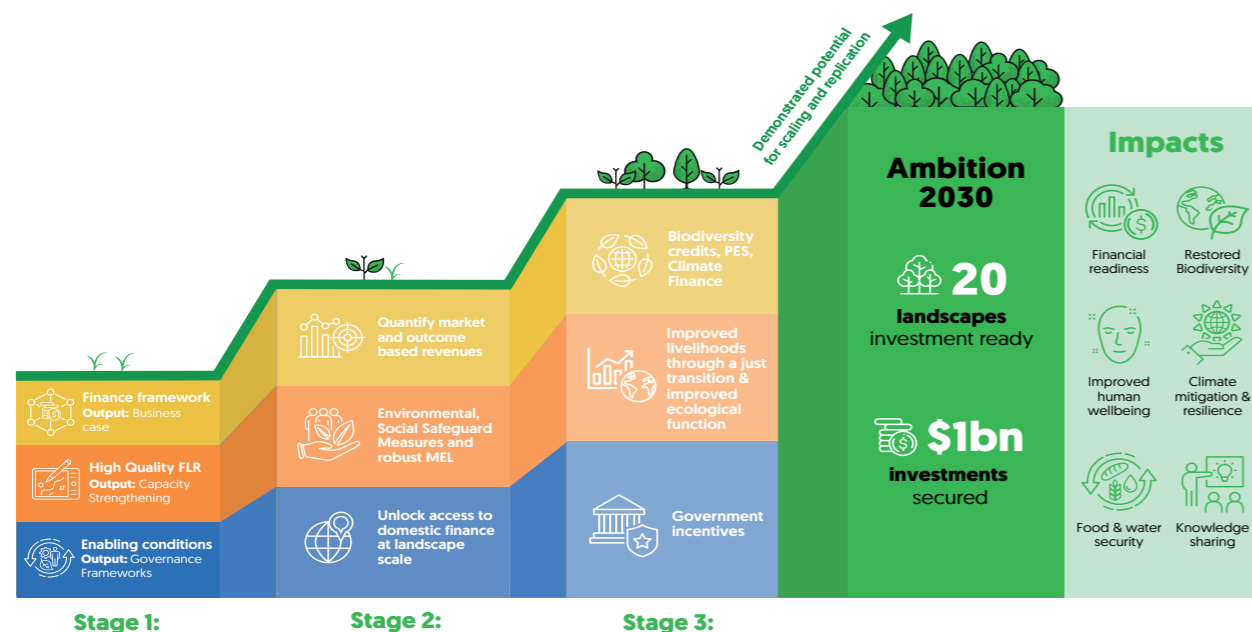 Demonstrated potential
for scaling and replication
Finance framework
Output: Business
case
High Quality FLR
Output: Capacity
Strengthening
Enabling conditions
Output: Governance
Frameworks
Stage 1:
Quantify market
and outcome
based revenues
Environmental,
Social Safeguard
Measures and
robust MEL
Unlock access to
domestic finance
at landscape
scale
Stage 2:
Biodiversity
credits, PES,
Climate
Finance
Improved
livelihoods
through a just
transition &
improved
ecological
function
Government
incentives
Stage 3:
Ambition
2030
20
landscapes
investment ready
$1bn
investments
secured
Impacts
Financial
readiness
Restored
Biodiversity
Improved
human
wellbeing
Climate
mitigation &
resilience
Food & water
security
Knowledge
sharing